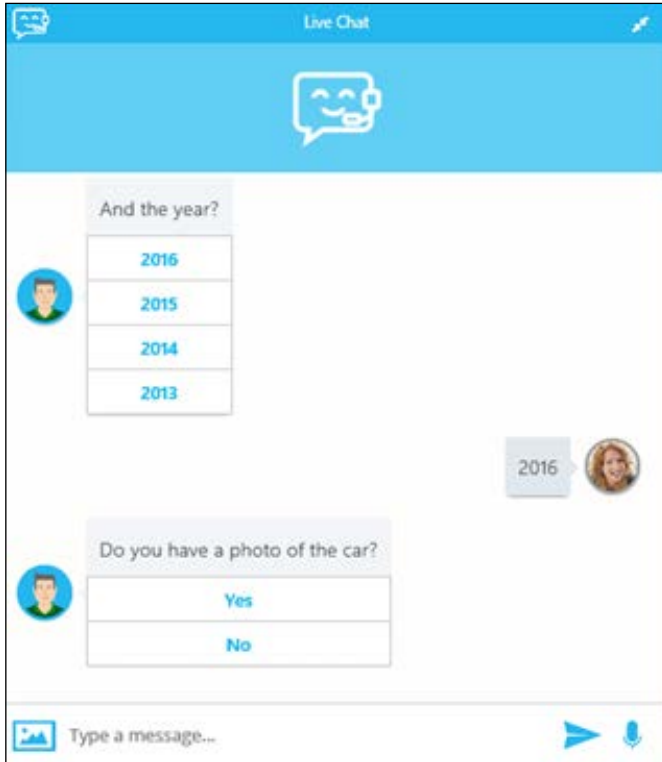 Live Chat
And the year?
2016
2015
2014
2013
2016
Do you have a photo of the car?
Yes
No
Type a message...